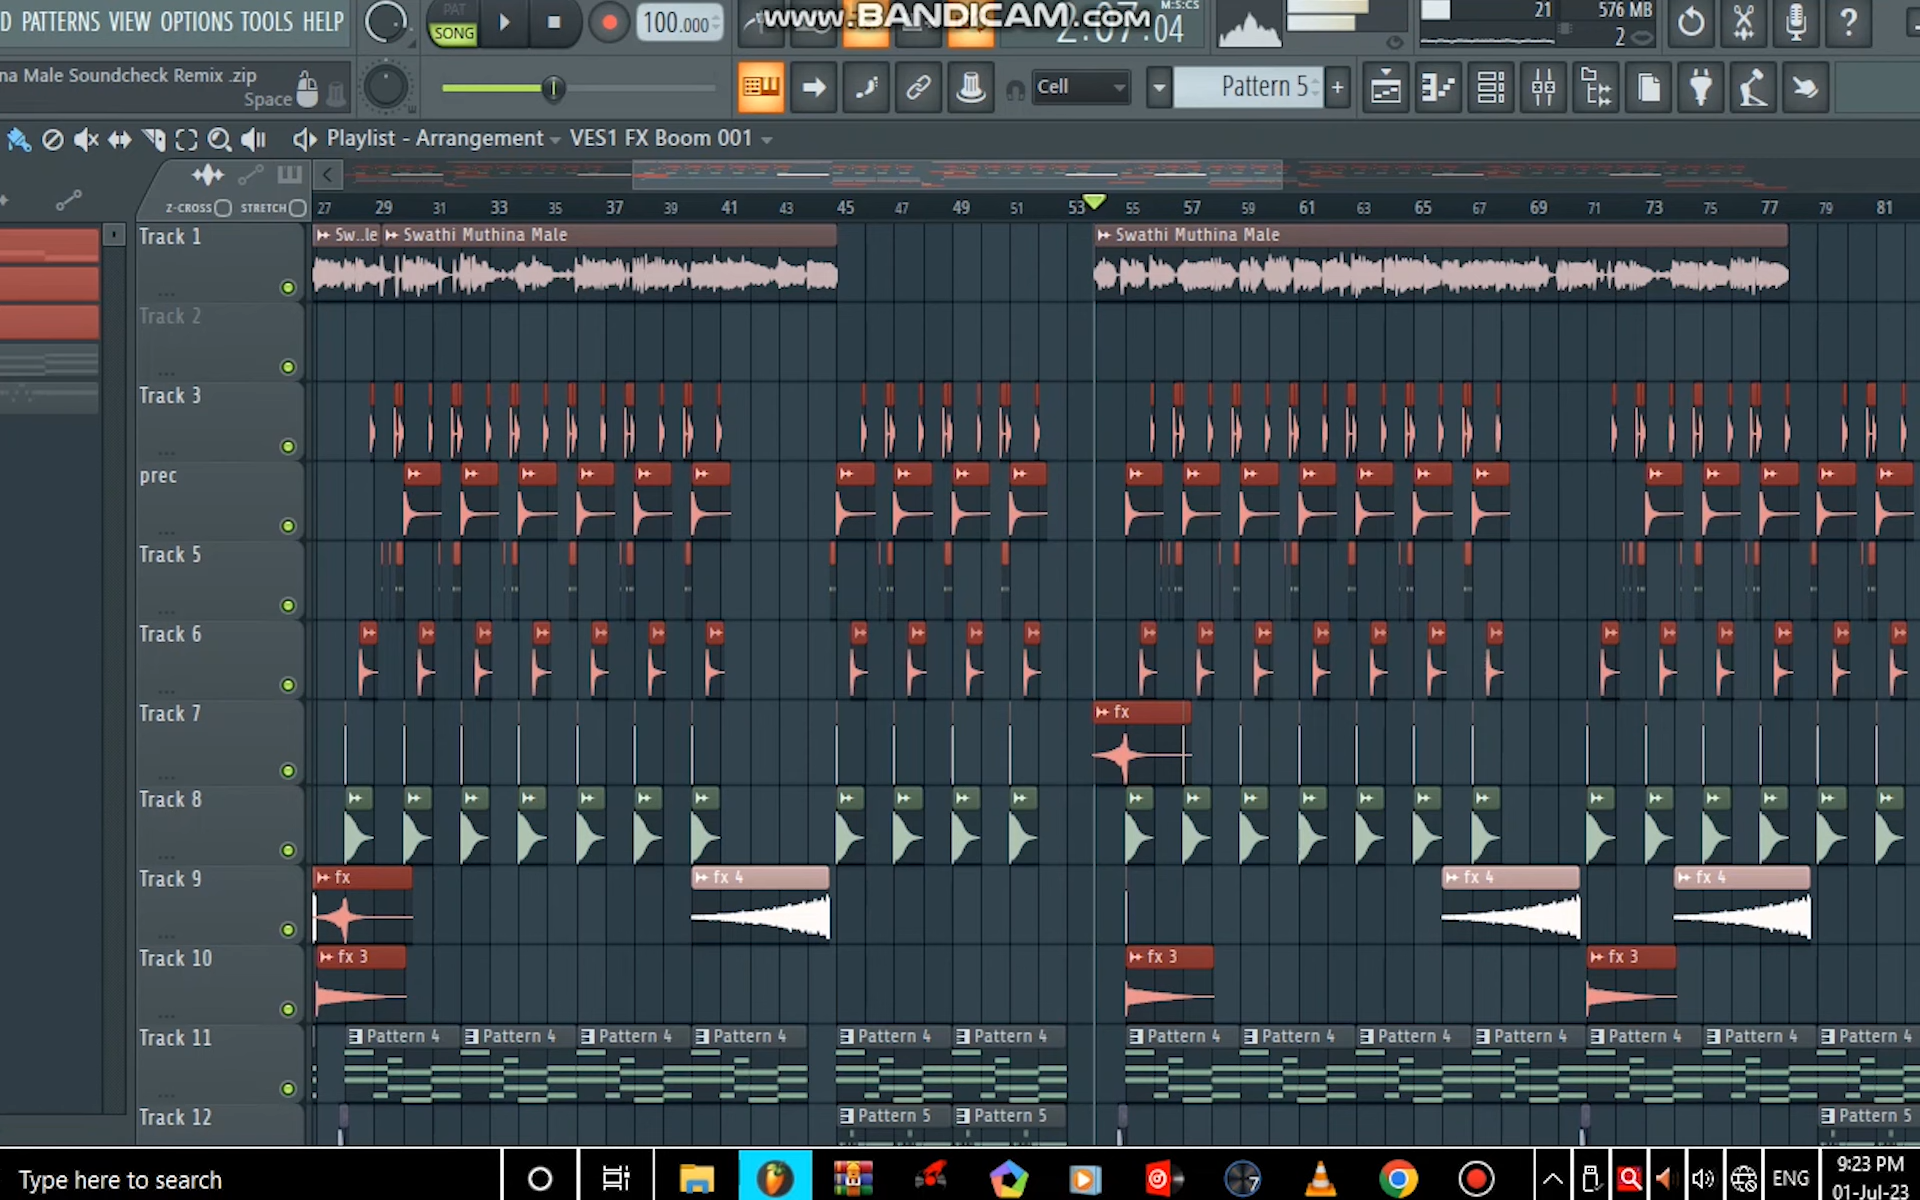 D PATTERNS VIEW OPTIONS TOOLS HELP
PAT
SONG
100.000
www.BANDICAM.com
2:07:04
M:S:CS
21
576 MB
2
na Male Soundcheck Remix .zip
Space
Cell
Pattern 5
+
Playlist - Arrangement
VES1 FX Boom 001
Z-CROSS
STRETCH
27 29 31 33 35 37 39 41 43 45 47 49 51 53 55 57 59 61 63 65 67 69 71 73 75 77 79 81
Track 1
Sw..le
Swathi Muthina Male
Swathi Muthina Male
Track 2
Track 3
prec
Track 5
Track 6
Track 7
fx
Track 8
Track 9
fx
fx 4
fx 4
fx 4
Track 10
fx 3
fx 3
fx 3
Track 11
Pattern 4 Pattern 4 Pattern 4 Pattern 4 Pattern 4 Pattern 4 Pattern 4 Pattern 4 Pattern 4 Pattern 4 Pattern 4 Pattern 4 Pattern 4
Track 12
Pattern 5 Pattern 5 Pattern 5
Type here to search
7
ENG
9:23 PM
01-Jul-23